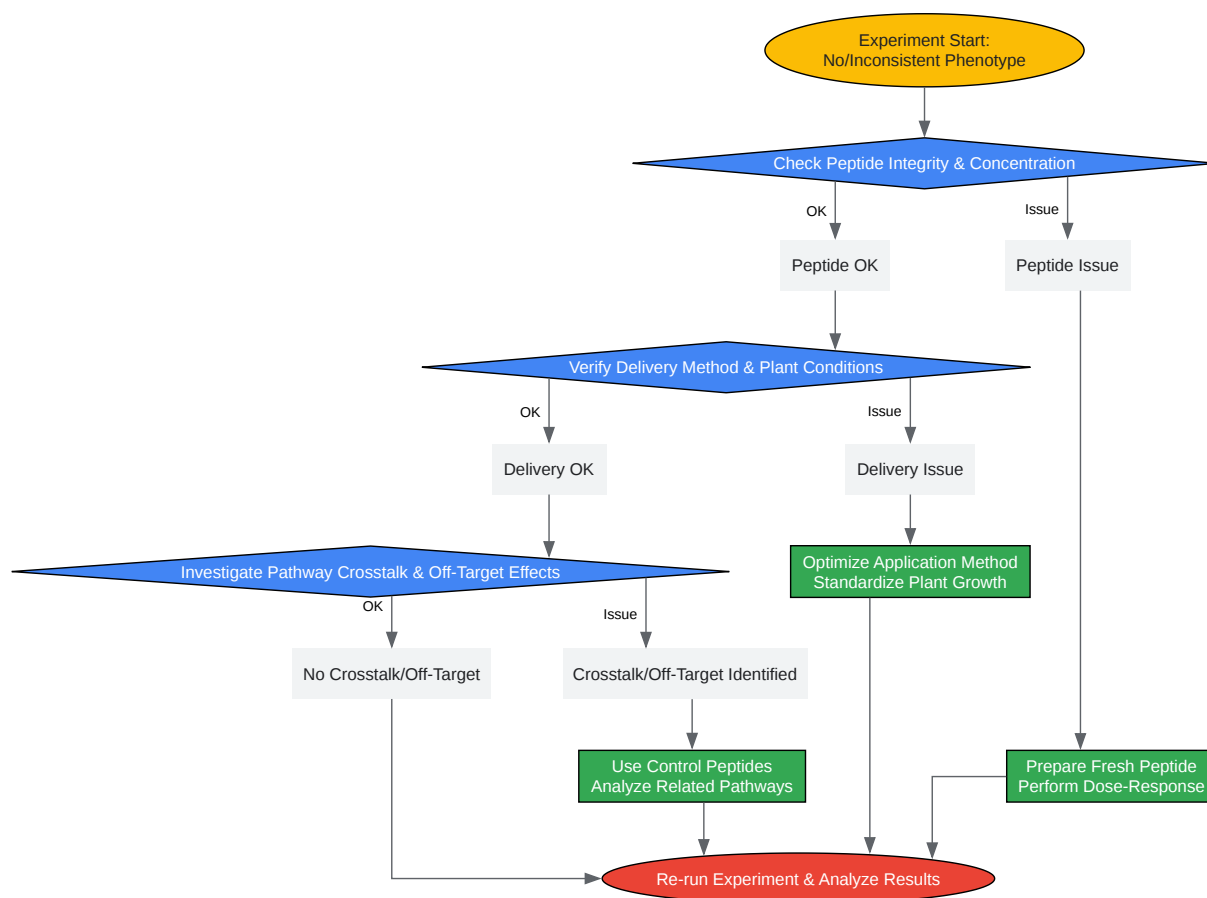 Experiment Start:
No/Inconsistent Phenotype
Check Peptide Integrity & Concentration
OK
Issue
Peptide OK
Peptide Issue
Verify Delivery Method & Plant Conditions
OK
Issue
Delivery OK
Delivery Issue
Investigate Pathway Crosstalk & Off-Target Effects
Optimize Application Method
Standardize Plant Growth
OK
Issue
No Crosstalk/Off-Target
Crosstalk/Off-Target Identified
Use Control Peptides
Analyze Related Pathways
Prepare Fresh Peptide
Perform Dose-Response
Re-run Experiment & Analyze Results